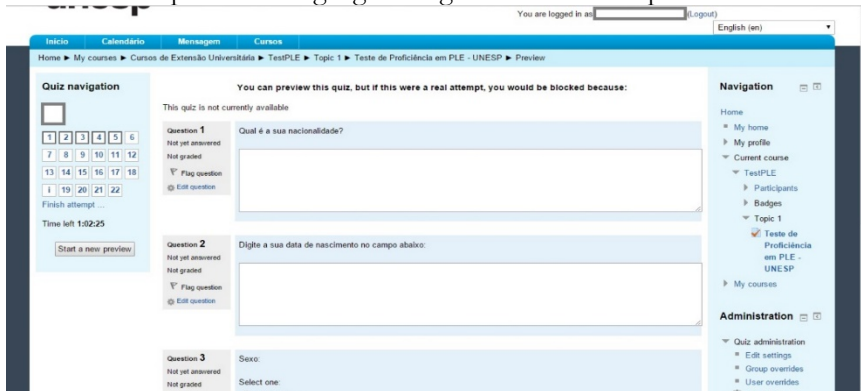 unesp
You are logged in as (Logout)
English (en)
Início Calendário Mensagem Cursos
Home ► My courses ► Cursos de Extensão Universitária ► TestPLE ► Topic 1 ► Teste de Proficiência em PLE - UNESP ► Preview
Quiz navigation
1 2 3 4 5 6
7 8 9 10 11 12
13 14 15 16 17 18
i 19 20 21 22
Finish attempt ...
Time left 1:02:25
Start a new preview
You can preview this quiz, but if this were a real attempt, you would be blocked because:
This quiz is not currently available
Question 1
Not yet answered
Not graded
Flag question
Edit question
Qual é a sua nacionalidade?
Question 2
Not yet answered
Not graded
Flag question
Edit question
Digite a sua data de nascimento no campo abaixo:
Question 3
Not yet answered
Not graded
Sexo:
Select one:
Navigation
Home
My home
My profile
Current course
TestPLE
Participants
Badges
Topic 1
Teste de
Proficiência
em PLE -
UNESP
My courses
Administration
Quiz administration
Edit settings
Group overrides
User overrides